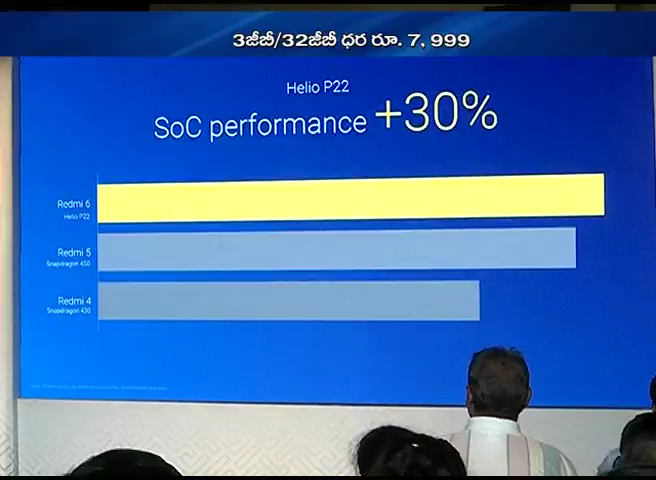 3జీబీ/32జీబీ ధర రూ. 7, 999
Helio P22
SoC performance +30%
Redmi 6
Helio P22
Redmi 5
Snapdragon 450
Redmi 4
Snapdragon 430